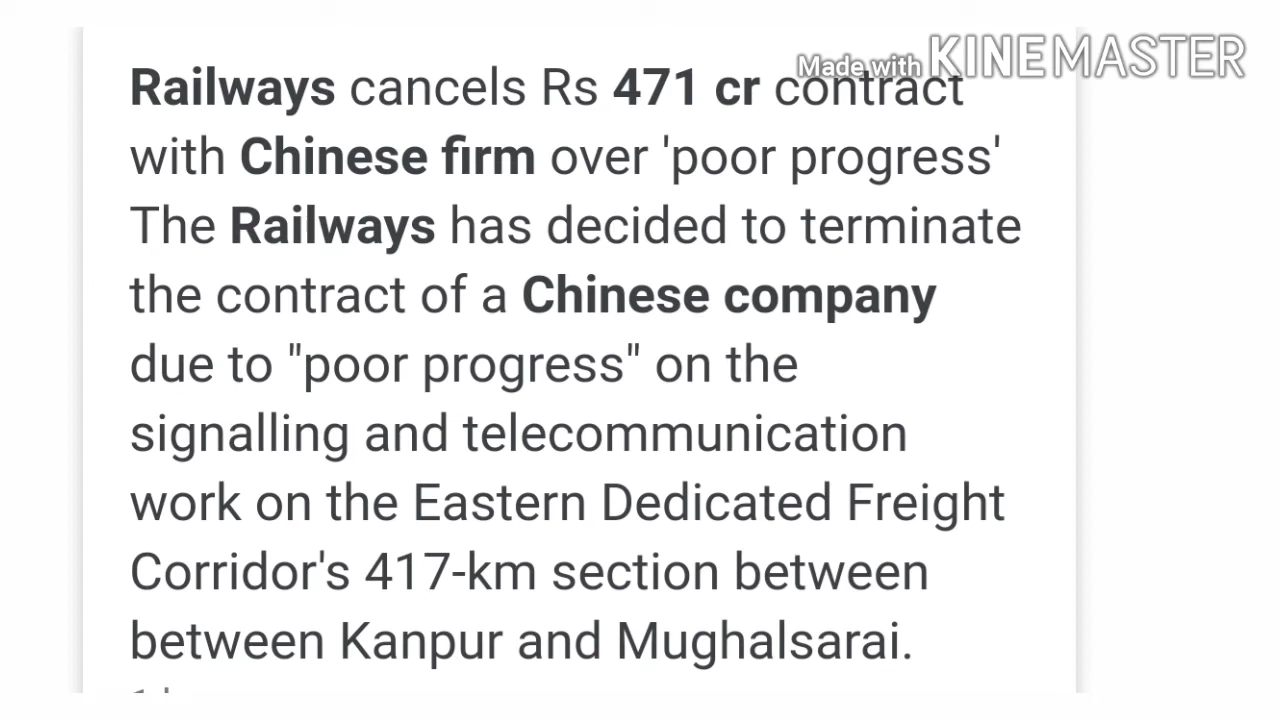 Made with KINEMASTER
Railways cancels Rs 471 cr contract
with Chinese firm over 'poor progress'
The Railways has decided to terminate
the contract of a Chinese company
due to "poor progress" on the
signalling and telecommunication
work on the Eastern Dedicated Freight
Corridor's 417-km section between
between Kanpur and Mughalsarai.